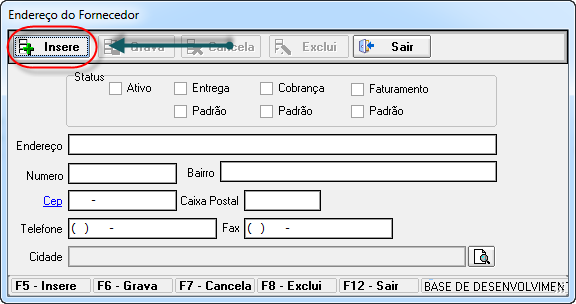 Endereço do Fornecedor
Insere Grava Cancela Exclui Sair
Status
Ativo Entrega Cobrança Faturamento
Padrão Padrão Padrão
Endereço
Numero Bairro
Cep - Caixa Postal
Telefone ( ) - Fax ( ) -
Cidade
F5 - Insere F6 - Grava F7 - Cancela F8 - Exclui F12 - Sair BASE DE DESENVOLVIMENT